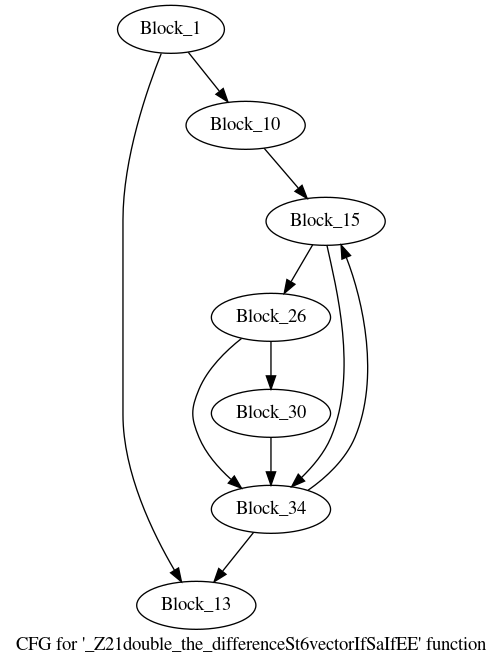 Block_1
Block_10
Block_15
Block_26
Block_30
Block_34
Block_13
CFG for '_Z21double_the_differenceSt6vectorIfSaIfEE' function